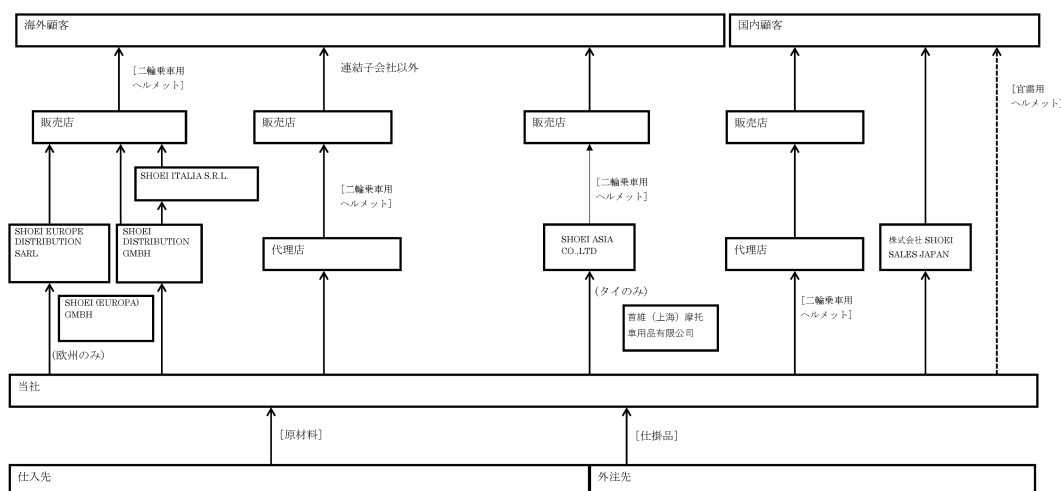 海外顧客
国内顧客
[二輪乗車用
ヘルメット]
連結子会社以外
[官需用
ヘルメット]
販売店
販売店
販売店
販売店
SHOEI ITALIA S.R.L.
[二輪乗車用
ヘルメット]
[二輪乗車用
ヘルメット]
SHOEI EUROPE
DISTRIBUTION
SARL
SHOEI
DISTRIBUTION
GMBH
代理店
SHOEI ASIA
CO.,LTD
代理店
株式会社 SHOEI
SALES JAPAN
SHOEI (EUROPA)
GMBH
(タイのみ)
[二輪乗車用
ヘルメット]
首維（上海）摩托
車用品有限公司
(欧州のみ)
当社
[原材料]
[仕掛品]
仕入先
外注先